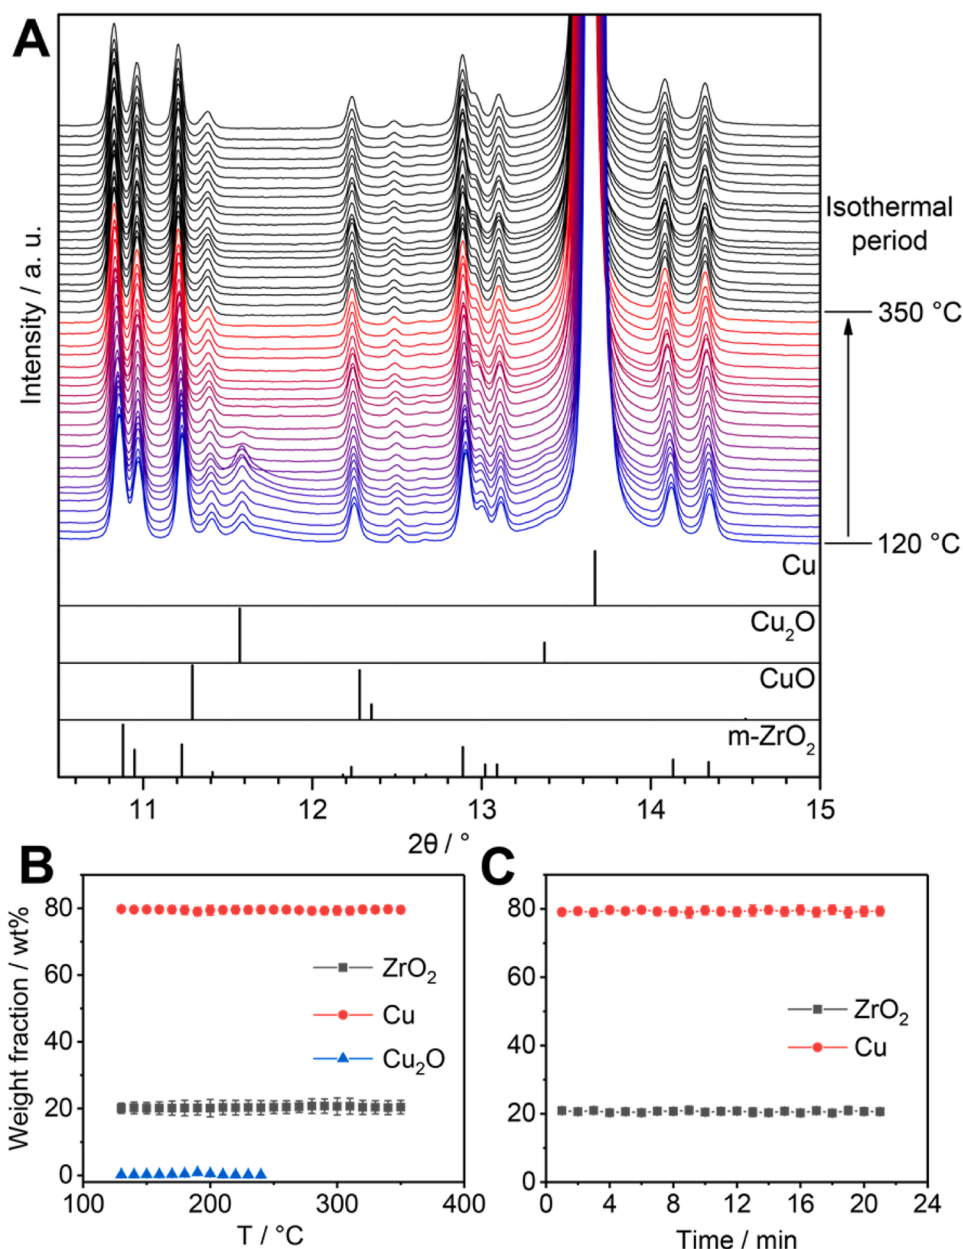 A
Intensity / a. u.
Isothermal
period
350 °C
120 °C
Cu
Cu₂O
CuO
m-ZrO₂
11 12 13 14 15
2θ / °
B
Weight fraction / wt%
80
60
40
20
0
100 200 300 400
T / °C
ZrO₂
Cu
Cu₂O
C
80
60
40
20
0
0 4 8 12 16 20 24
Time / min
ZrO₂
Cu